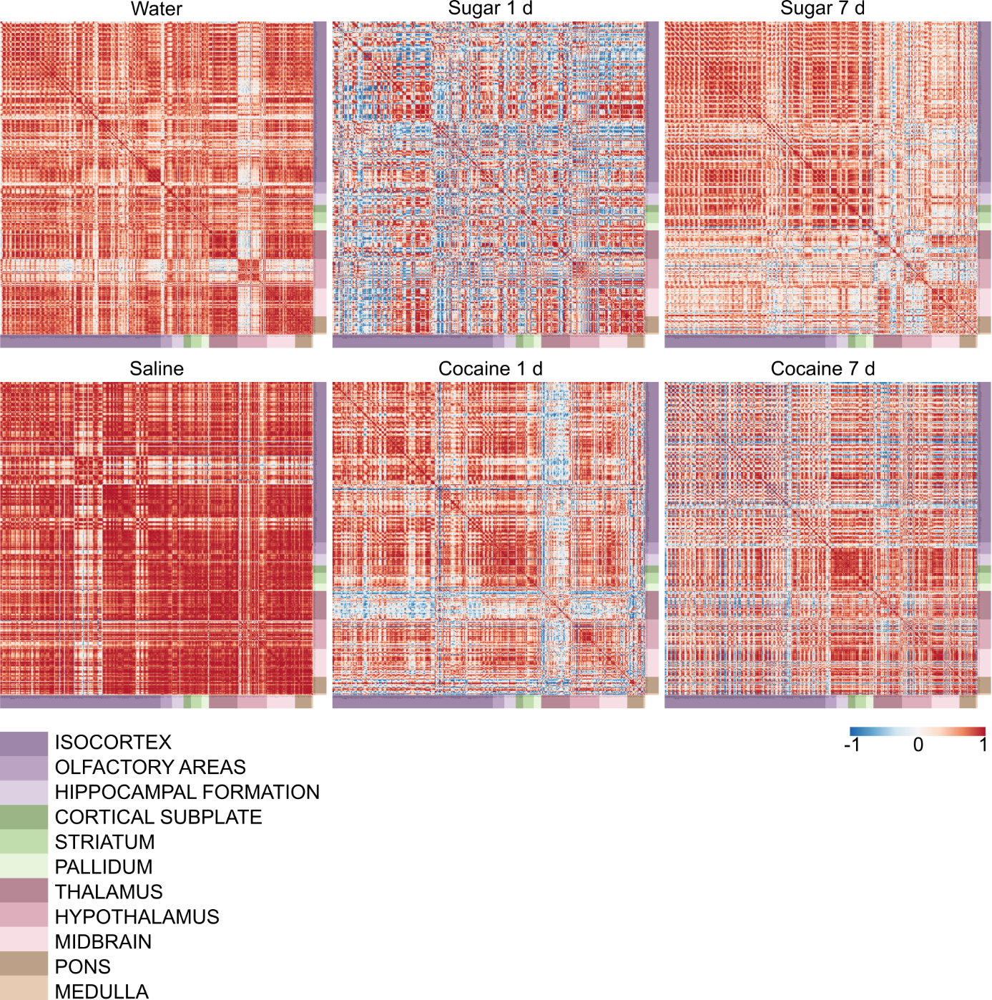 Water
Sugar 1 d
Sugar 7 d
Saline
Cocaine 1 d
Cocaine 7 d
-1 0 1
ISOCORTEX
OLFACTORY AREAS
HIPPOCAMPAL FORMATION
CORTICAL SUBPLATE
STRIATUM
PALLIDUM
THALAMUS
HYPOTHALAMUS
MIDBRAIN
PONS
MEDULLA